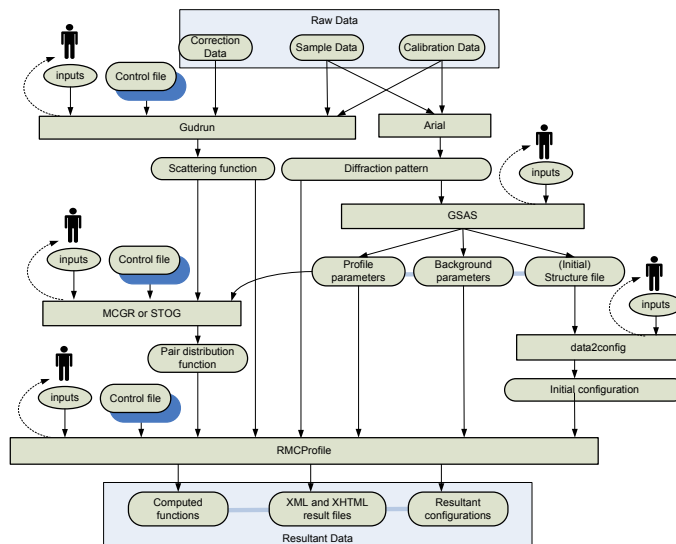 Raw Data
Correction
Data
Sample Data
Calibration Data
inputs
Control file
Gudrun
Arial
Scattering function
Diffraction pattern
inputs
GSAS
inputs
Control file
Profile
parameters
Background
parameters
(Initial)
Structure file
inputs
MCGR or STOG
data2config
Pair distribution
function
Initial configuration
inputs
Control file
RMCProfile
Computed
functions
XML and XHTML
result files
Resultant
configurations
Resultant Data